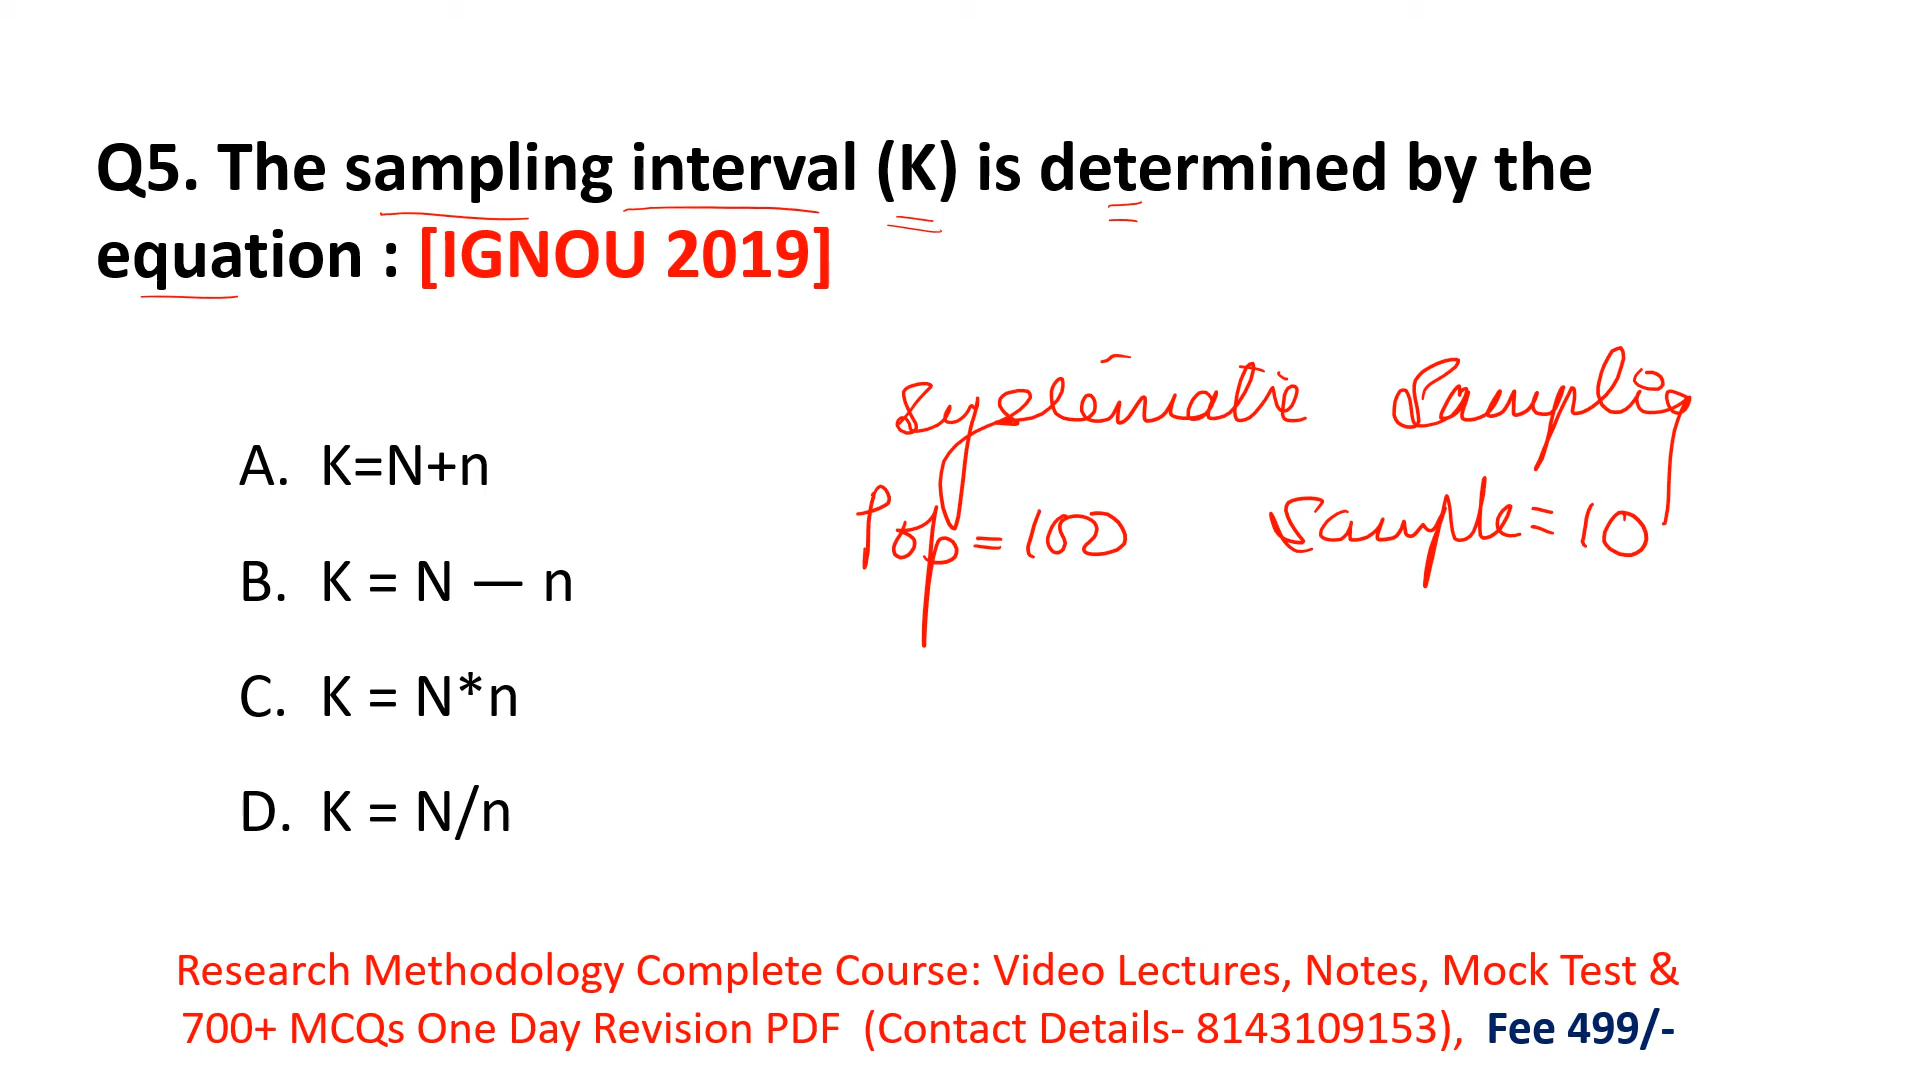 Q5. The sampling interval (K) is determined by the
equation : [IGNOU 2019]
Systematic Sampling
A. K=N+n
Pop = 100 Sample = 10
B. K = N — n
C. K = N*n
D. K = N/n
Research Methodology Complete Course: Video Lectures, Notes, Mock Test &
700+ MCQs One Day Revision PDF (Contact Details- 8143109153), Fee 499/-